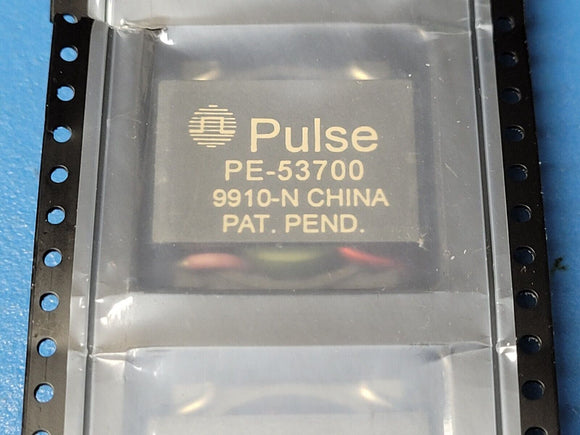 Pulse
PE-53700
9910-N CHINA
PAT. PEND.